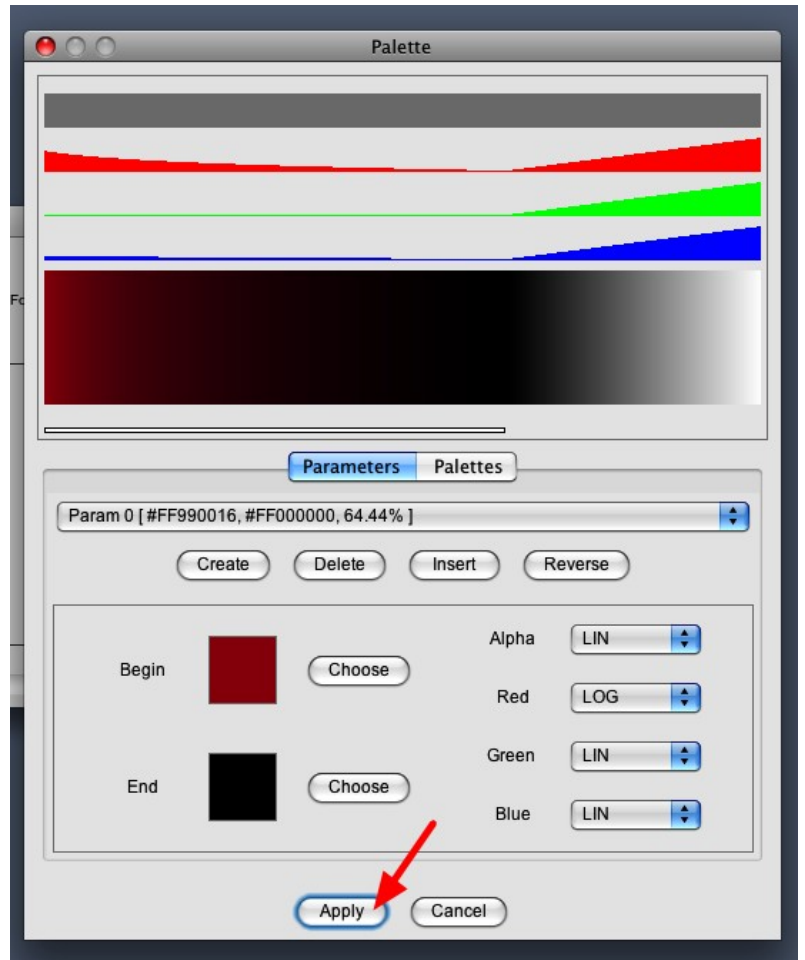 Palette
Fo
Parameters Palettes
Param 0 [ #FF990016, #FF000000, 64.44% ]
Create Delete Insert Reverse
Alpha LIN
Begin Choose
Red LOG
Green LIN
End Choose
Blue LIN
Apply Cancel